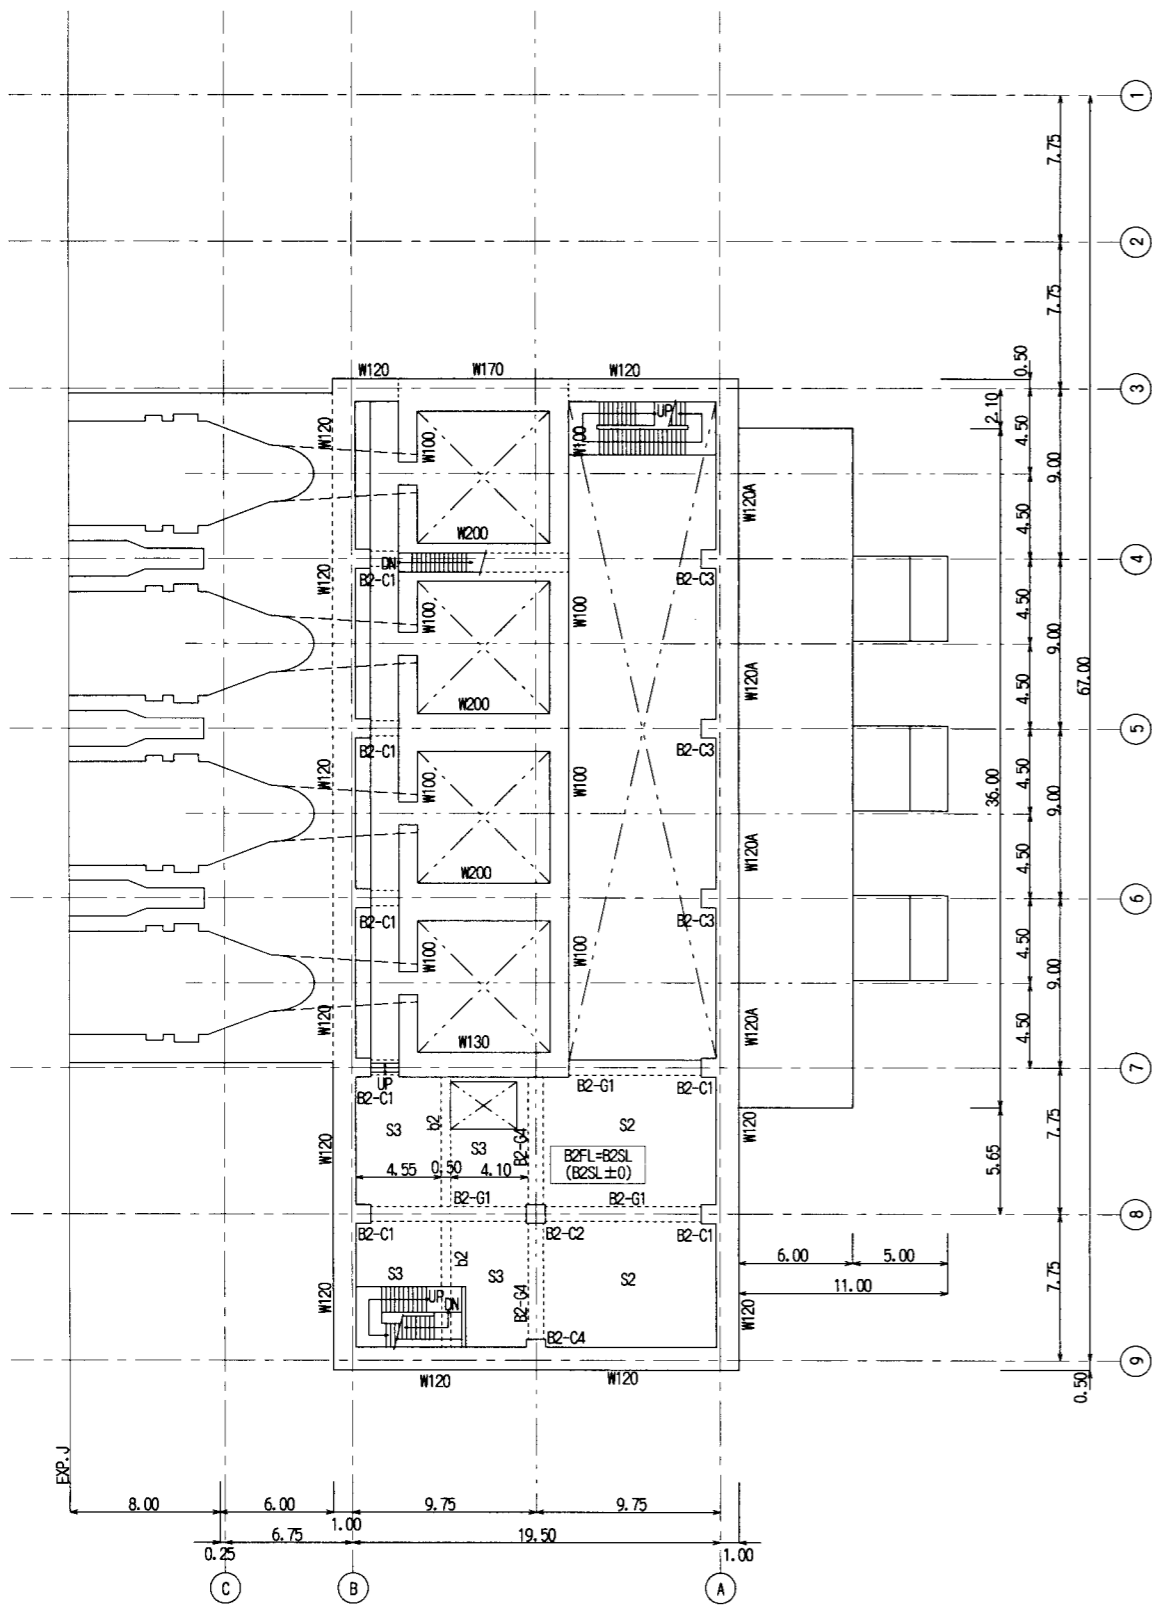 1
7.75
2
7.75
0.50
W120
W170
W120
3
2.10
W120
W100
W100
UP
4.50
9.00
W200
W120A
4.50
DN
4
B2-C1
B2-C3
W120
W100
W100
4.50
9.00
W200
W120A
4.50
67.00
5
B2-C1
B2-C3
W120
W100
W100
36.00
4.50
9.00
W200
W120A
4.50
6
B2-C1
B2-C3
W100
W100
4.50
9.00
W120
W130
W120A
4.50
7
UP
B2-G1
B2-C1
B2-C1
W120
S3
b2
S3
B2-G4
S2
W120
7.75
B2FL=B2SL
(B2SL±0)
5.65
4.55
0.50
4.10
B2-G1
B2-G1
8
B2-C1
B2-C2
B2-C1
S3
b2
S3
B2-G4
S2
6.00
5.00
11.00
W120
UP
DN
W120
7.75
B2-C4
9
W120
W120
0.50
EXP.J
8.00
6.00
9.75
9.75
1.00
0.25
6.75
19.50
1.00
C
B
A